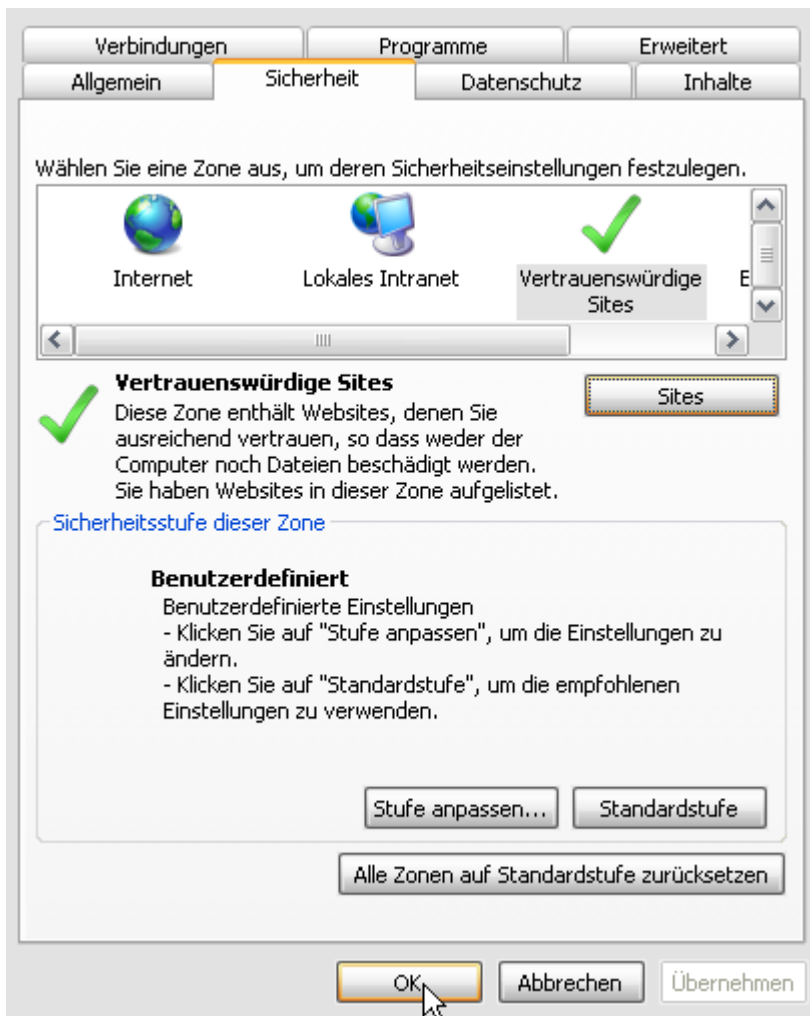 Verbindungen Programme Erweitert
Allgemein Sicherheit Datenschutz Inhalte
Wählen Sie eine Zone aus, um deren Sicherheitseinstellungen festzulegen.
Internet Lokales Intranet Vertrauenswürdige E
Sites
Vertrauenswürdige Sites
Sites
Diese Zone enthält Websites, denen Sie
ausreichend vertrauen, so dass weder der
Computer noch Dateien beschädigt werden.
Sie haben Websites in dieser Zone aufgelistet.
Sicherheitsstufe dieser Zone
Benutzerdefiniert
Benutzerdefinierte Einstellungen
- Klicken Sie auf "Stufe anpassen", um die Einstellungen zu
ändern.
- Klicken Sie auf "Standardstufe", um die empfohlenen
Einstellungen zu verwenden.
Stufe anpassen... Standardstufe
Alle Zonen auf Standardstufe zurücksetzen
OK Abbrechen Übernehmen